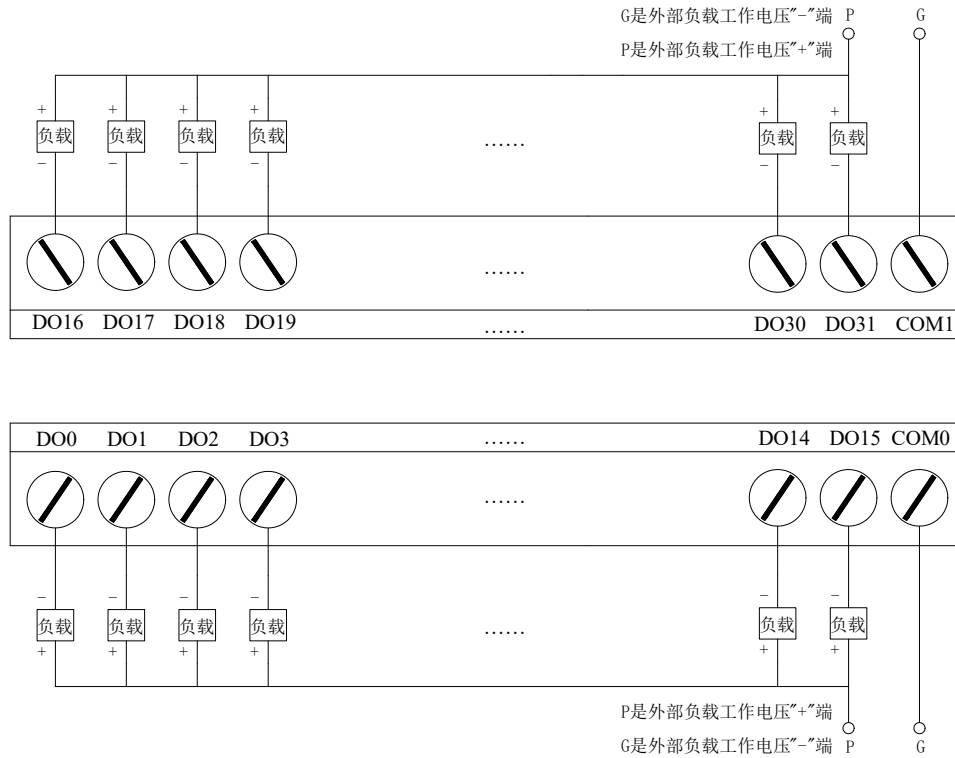 G是外部负载工作电压"-"端 P G
P是外部负载工作电压"+"端
+ + + + + +
负载 负载 负载 负载 …… 负载 负载
- - - - - -
……
DO16 DO17 DO18 DO19 …… DO30 DO31 COM1
DO0 DO1 DO2 DO3 …… DO14 DO15 COM0
……
- - - - - -
负载 负载 负载 负载 …… 负载 负载
+ + + + + +
P是外部负载工作电压"+"端
G是外部负载工作电压"-"端 P G